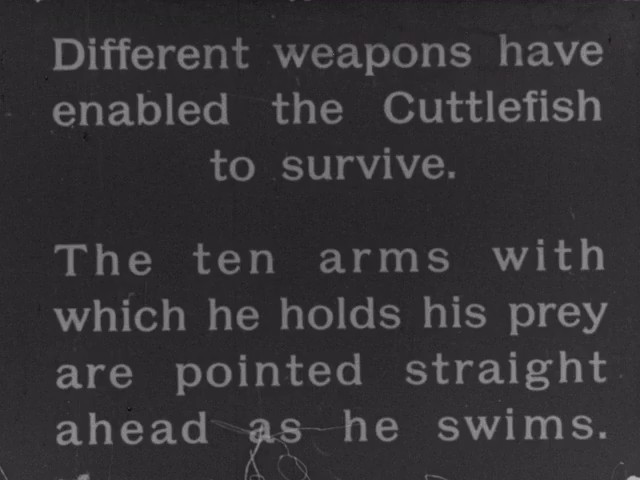 Different weapons have
enabled the Cuttlefish
to survive.
The ten arms with
which he holds his prey
are pointed straight
ahead as he swims.